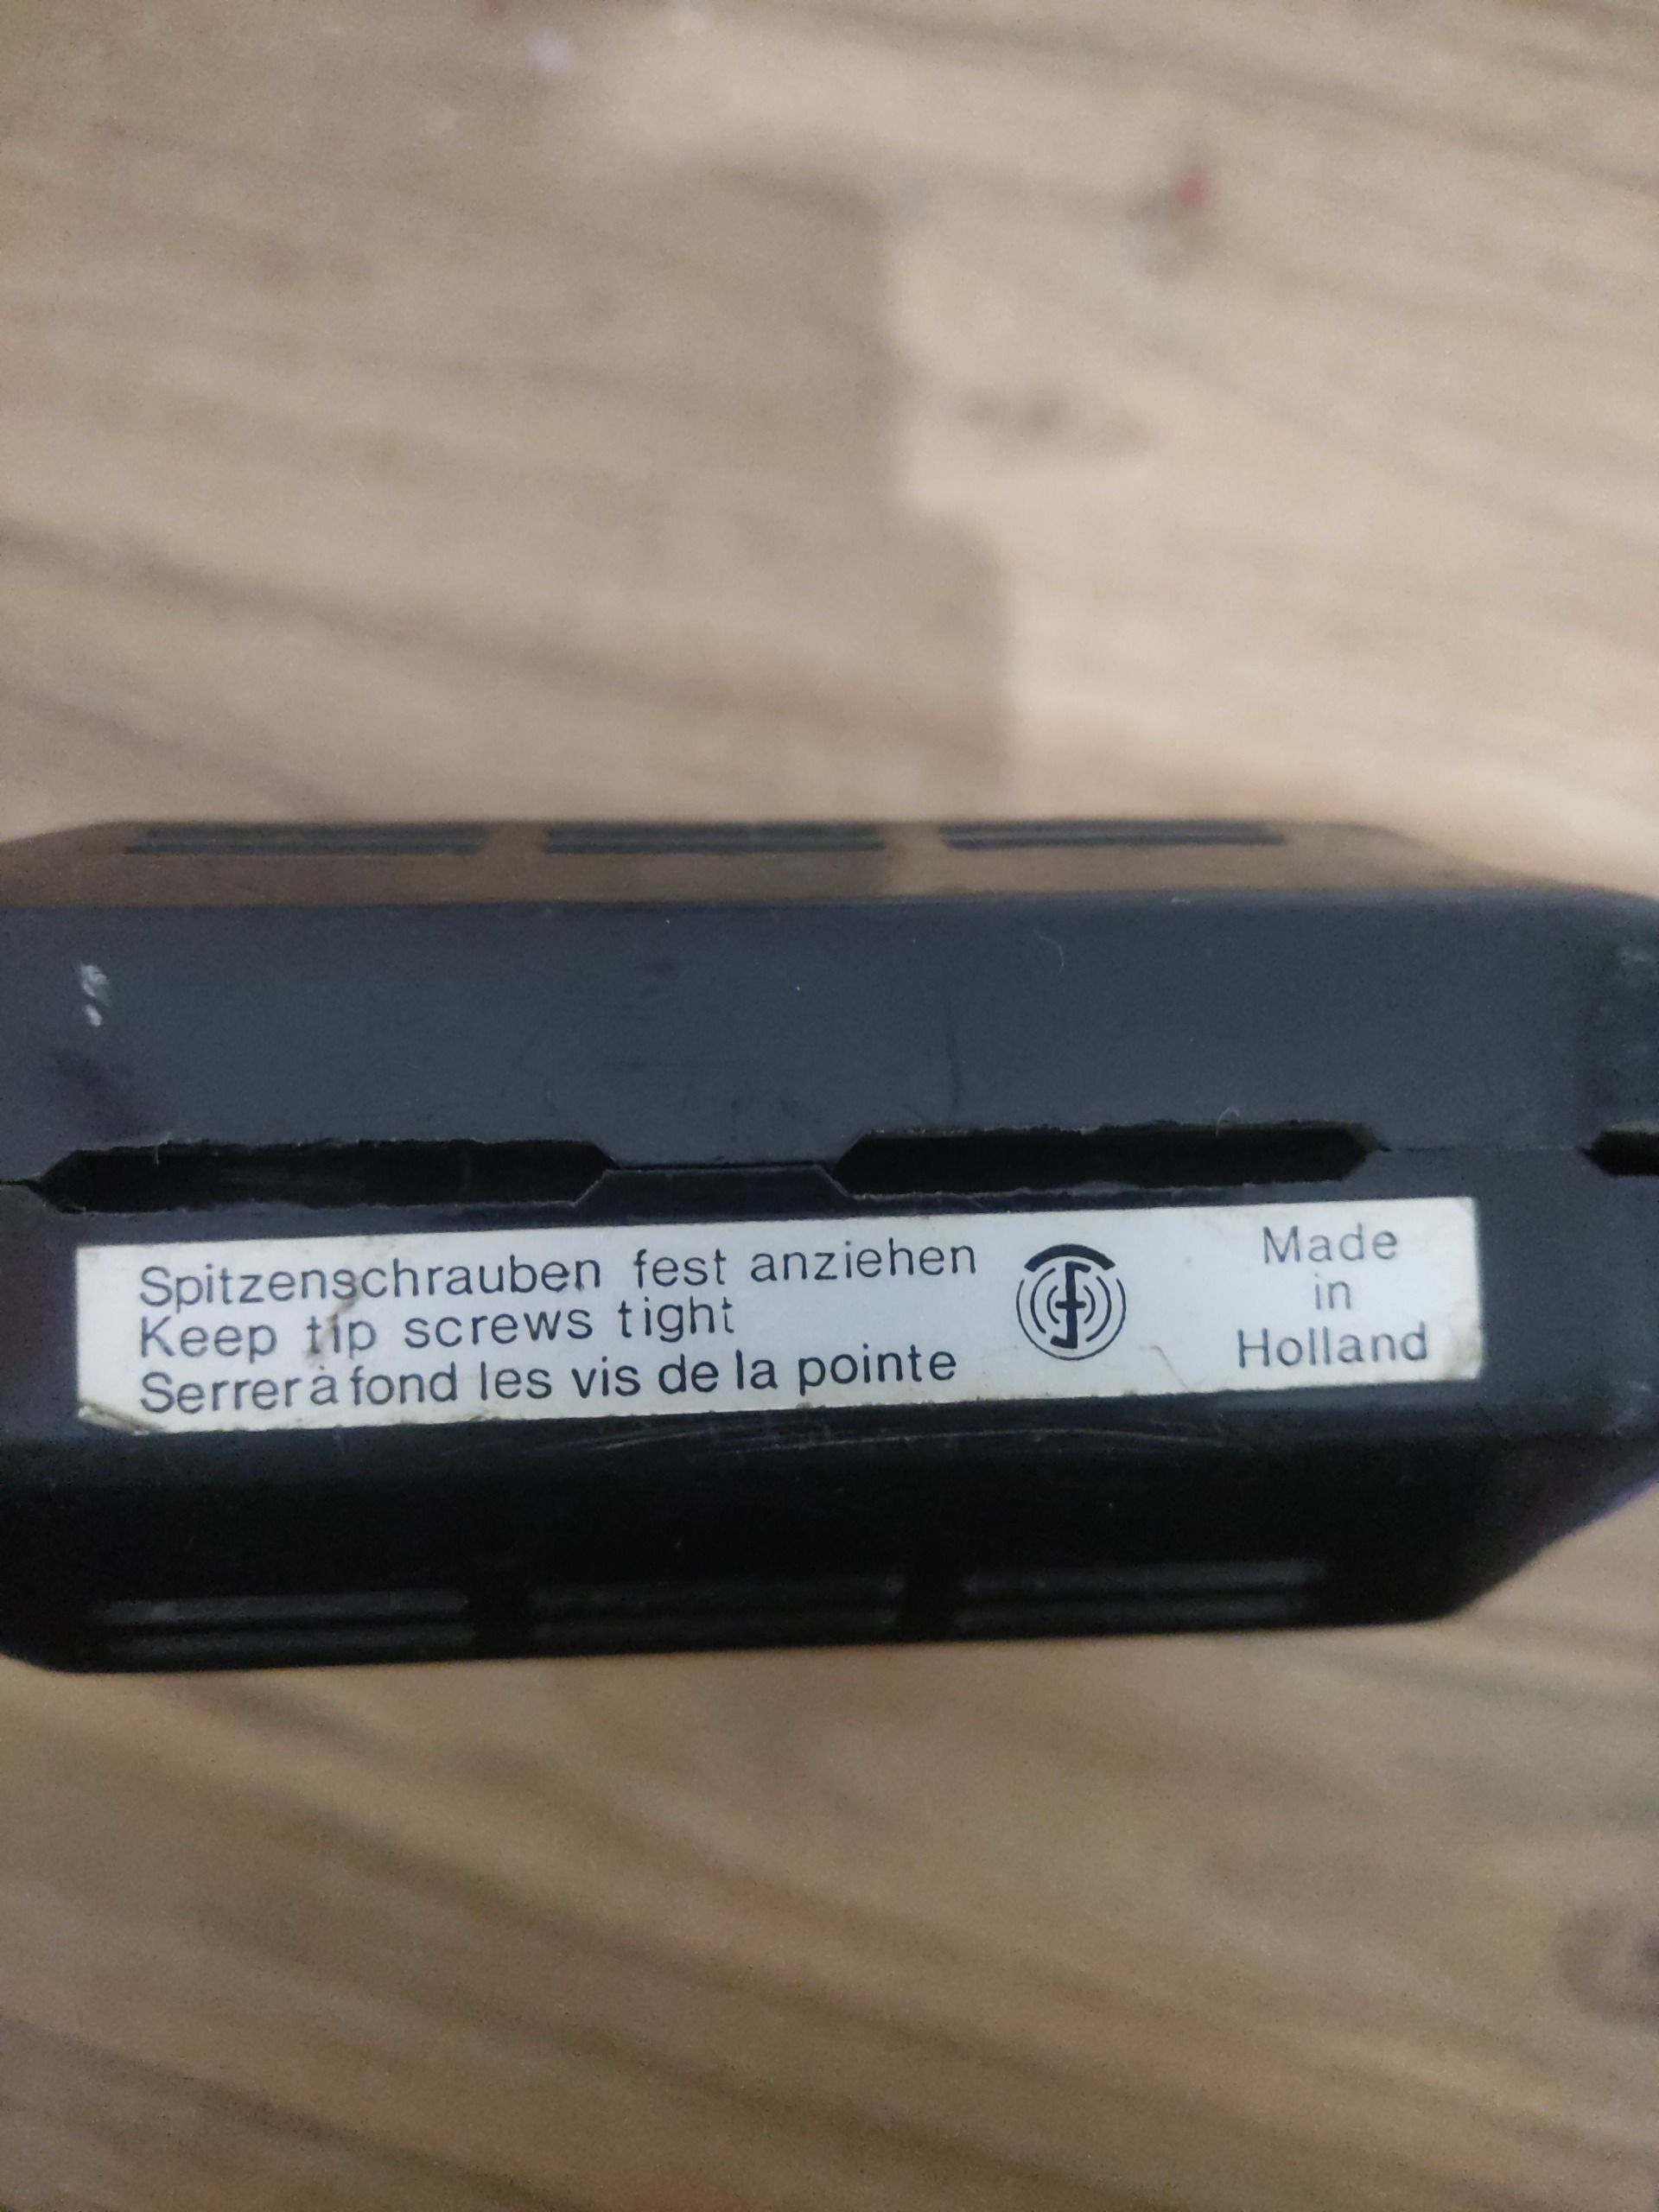 Spitzenschrauben fest anziehen
Keep tip screws tight
Serrer à fond les vis de la pointe
Made
in
Holland